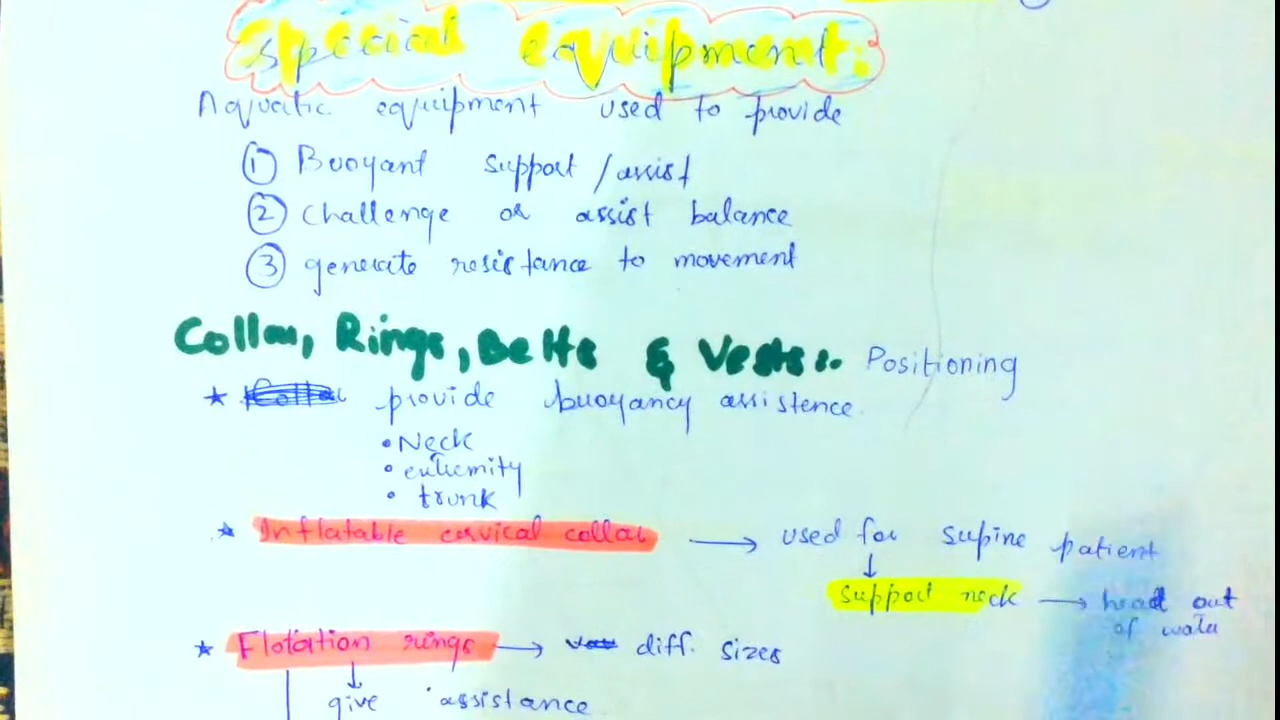 Special equipment:
Aquatic equipment used to provide
① Buoyant support / assist
② challenge or assist balance
③ generate resistance to movement
Collar, Rings, Belts & Vests:. Positioning
★ provide buoyancy assistence.
• Neck
• extremity
• trunk
★ Inflatable cervical collar → used for supine patient
↓
support neck → head out
of water
★ Flotation rings → diff. sizes
↓
give assistance